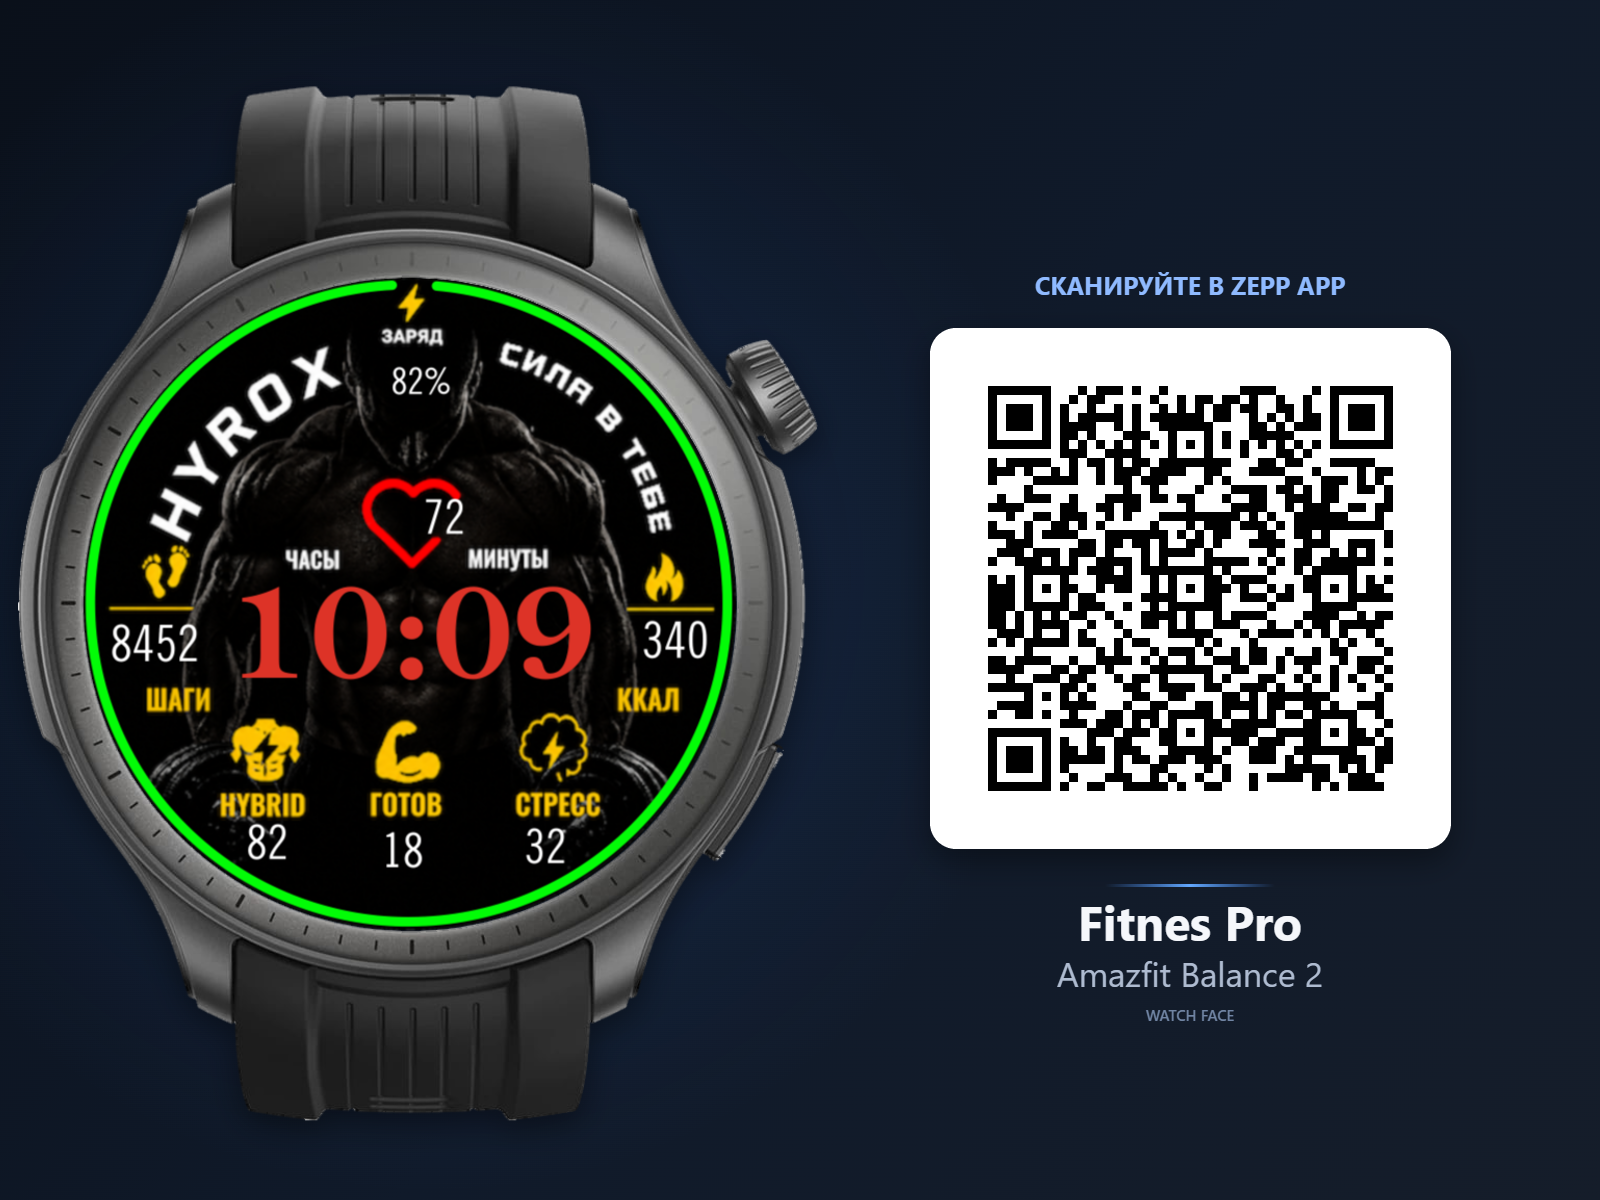 ЗАРЯД
82%
HYROX
СИЛА В ТЕБЕ
72
ЧАСЫ
МИНУТЫ
10:09
8452
340
ШАГИ
ККАЛ
HYBRID
ГОТОВ
СТРЕСС
82
18
32
СКАНИРУЙТЕ В ZEPP APP
Fitnes Pro
Amazfit Balance 2
WATCH FACE